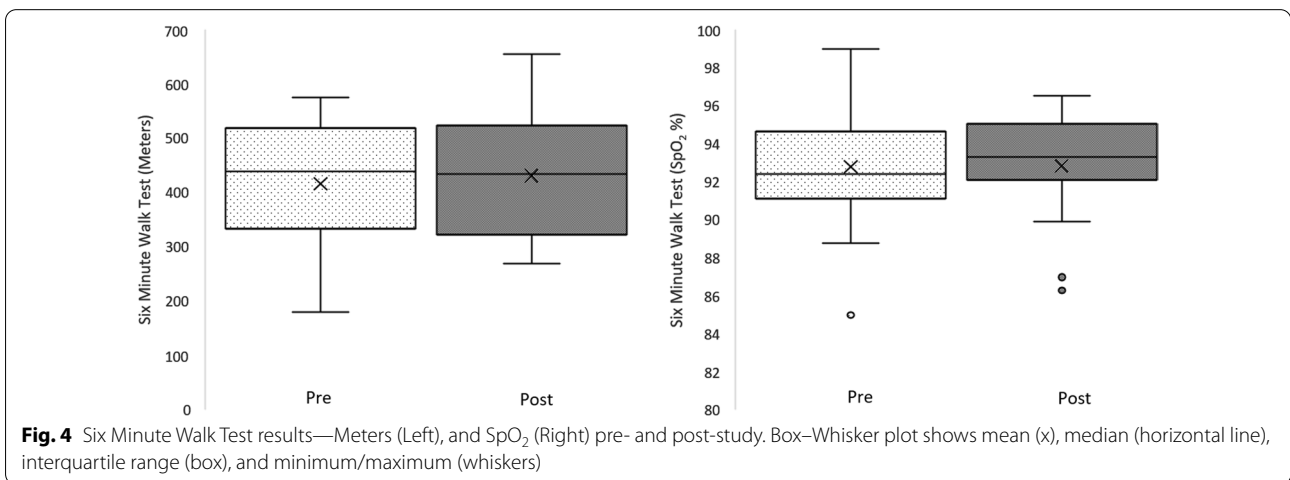 700
600
500
400
300
200
100
0
Six Minute Walk Test (Meters)
Pre
Post
100
98
96
94
92
90
88
86
84
82
80
Six Minute Walk Test (SpO₂ %)
Pre
Post
Fig. 4 Six Minute Walk Test results—Meters (Left), and SpO₂ (Right) pre- and post-study. Box–Whisker plot shows mean (x), median (horizontal line),
interquartile range (box), and minimum/maximum (whiskers)